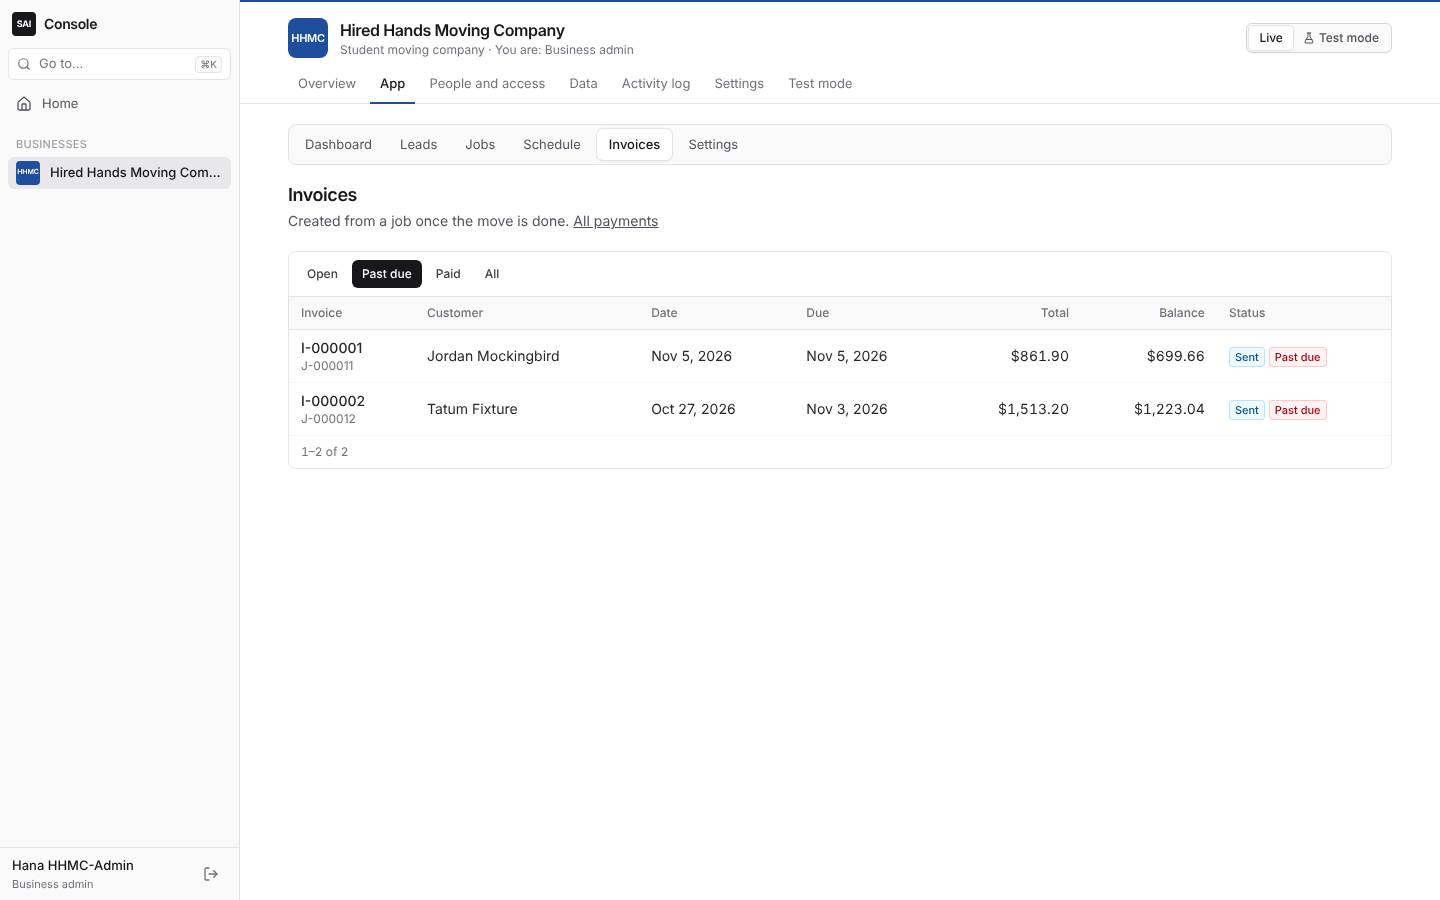 SAI Console
Go to... ⌘K
Home
BUSINESSES
HHMC Hired Hands Moving Com...
HHMC Hired Hands Moving Company
Student moving company · You are: Business admin
Live Test mode
Overview App People and access Data Activity log Settings Test mode
Dashboard Leads Jobs Schedule Invoices Settings
Invoices
Created from a job once the move is done. All payments
Open Past due Paid All
Invoice Customer Date Due Total Balance Status
I-000001
J-000011
Jordan Mockingbird Nov 5, 2026 Nov 5, 2026 $861.90 $699.66 Sent Past due
I-000002
J-000012
Tatum Fixture Oct 27, 2026 Nov 3, 2026 $1,513.20 $1,223.04 Sent Past due
1–2 of 2
Hana HHMC-Admin
Business admin